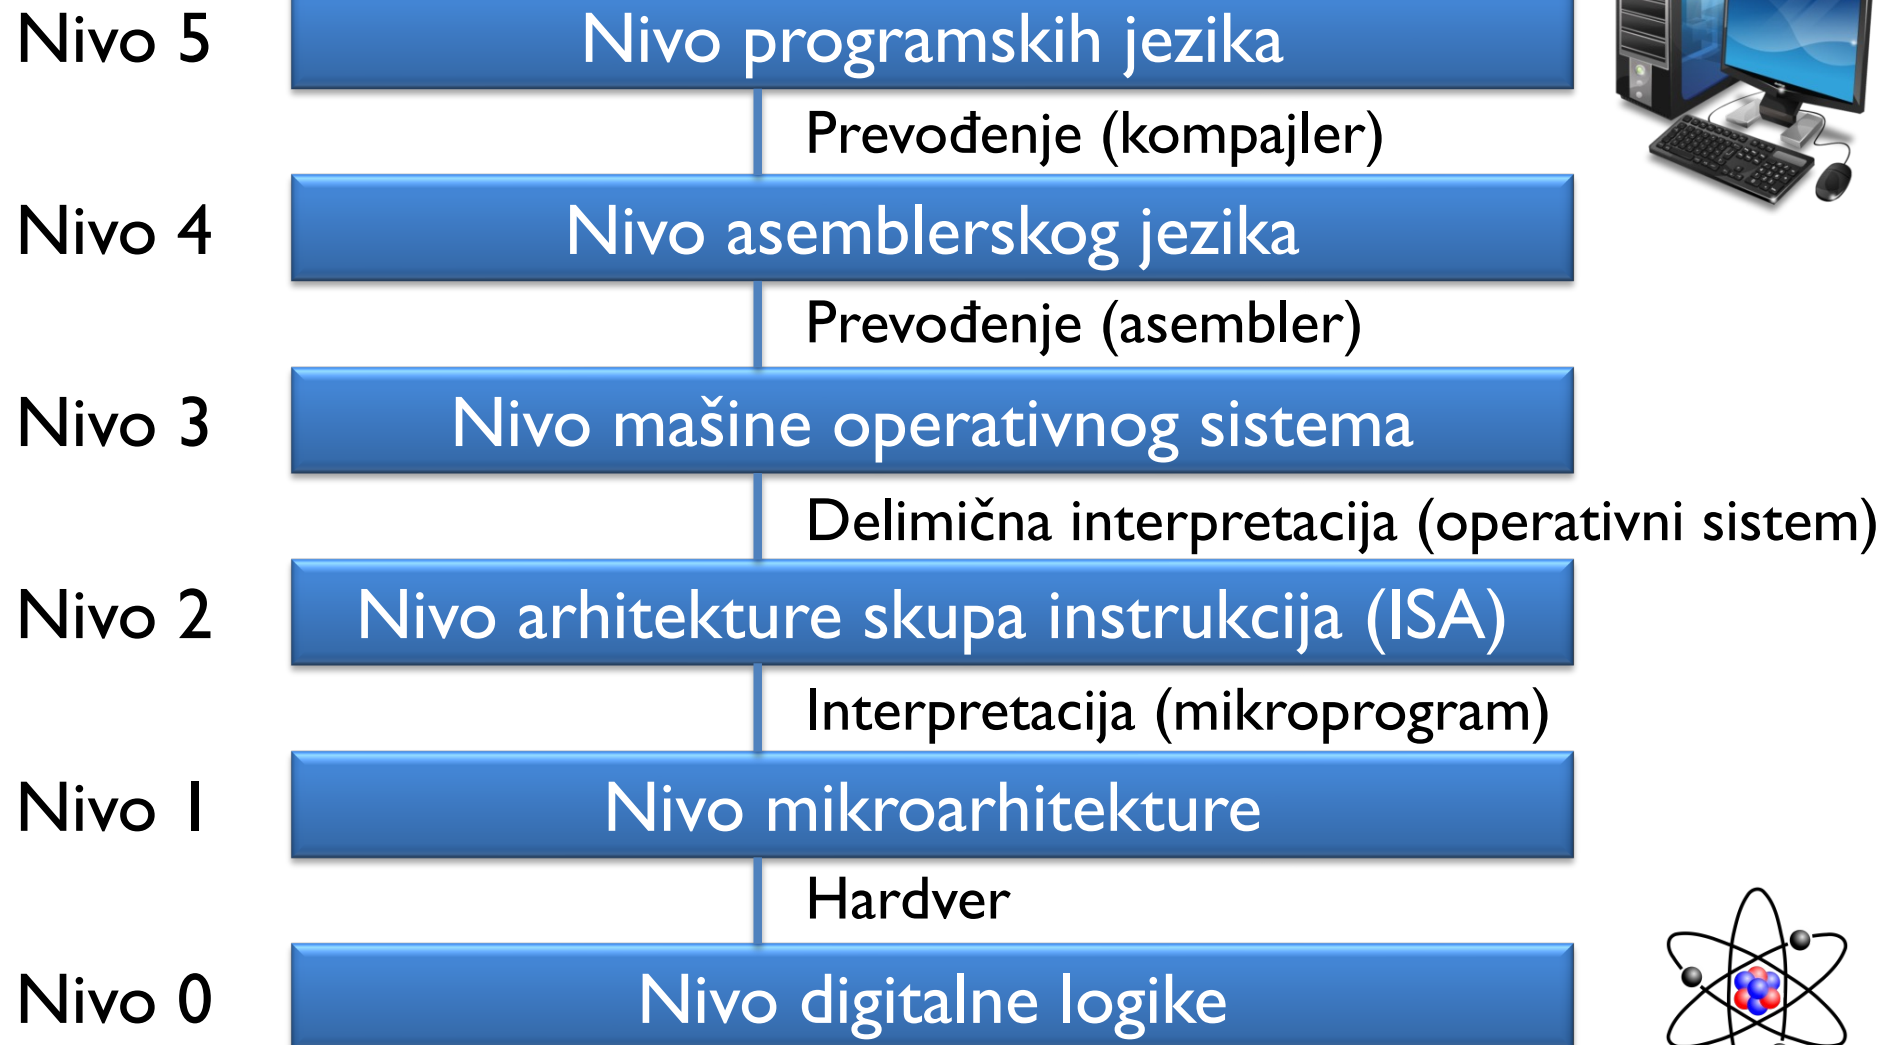 Nivo 5
Nivo programskih jezika
Prevođenje (kompajler)
Nivo 4
Nivo asemblerskog jezika
Prevođenje (asembler)
Nivo 3
Nivo mašine operativnog sistema
Delimična interpretacija (operativni sistem)
Nivo 2
Nivo arhitekture skupa instrukcija (ISA)
Interpretacija (mikroprogram)
Nivo 1
Nivo mikroarhitekture
Hardver
Nivo 0
Nivo digitalne logike